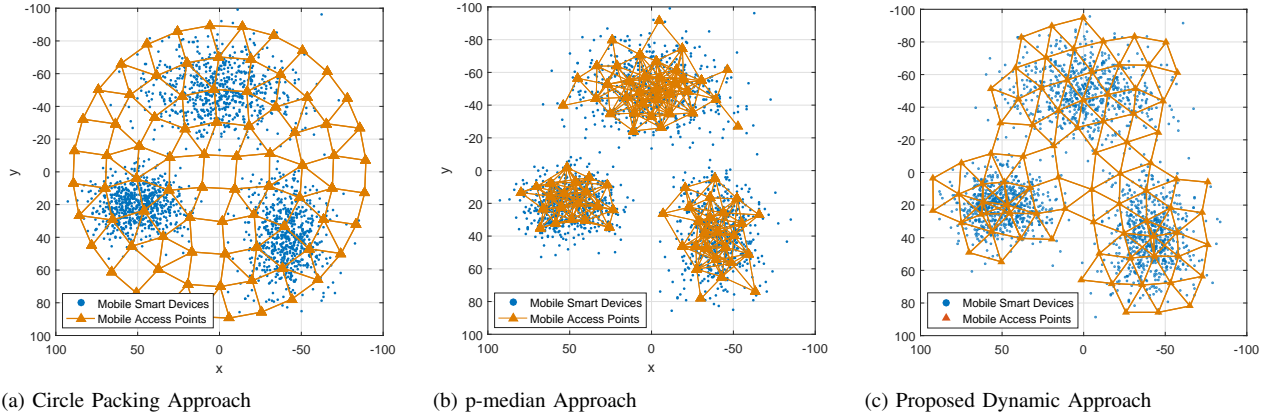 -100
-80
-60
-40
-20
0
20
40
60
80
100
y
100 50 0 -50 -100
x
Mobile Smart Devices
Mobile Access Points
(a) Circle Packing Approach
-100
-80
-60
-40
-20
0
20
40
60
80
100
y
100 50 0 -50 -100
x
Mobile Smart Devices
Mobile Access Points
(b) p-median Approach
-100
-80
-60
-40
-20
0
20
40
60
80
100
100 50 0 -50 -100
Mobile Smart Devices
Mobile Access Points
(c) Proposed Dynamic Approach